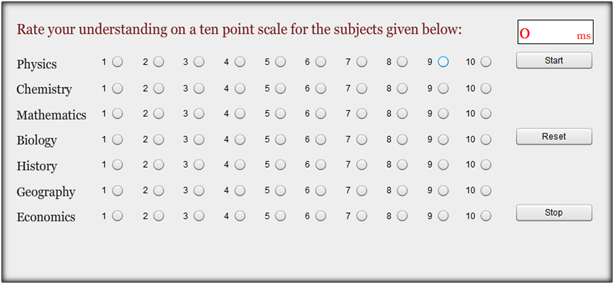 Rate your understanding on a ten point scale for the subjects given below: 0 ms
Physics 1 2 3 4 5 6 7 8 9 10 Start
Chemistry 1 2 3 4 5 6 7 8 9 10
Mathematics 1 2 3 4 5 6 7 8 9 10
Biology 1 2 3 4 5 6 7 8 9 10 Reset
History 1 2 3 4 5 6 7 8 9 10
Geography 1 2 3 4 5 6 7 8 9 10
Economics 1 2 3 4 5 6 7 8 9 10 Stop